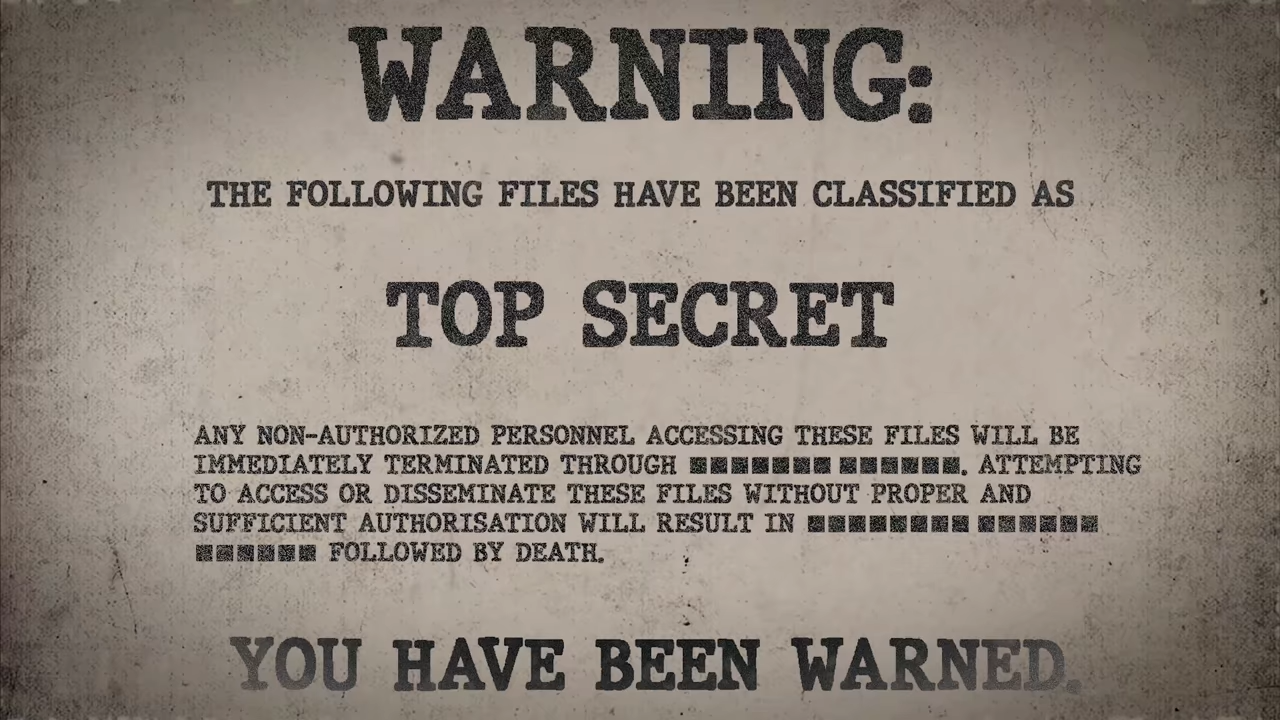 WARNING:
THE FOLLOWING FILES HAVE BEEN CLASSIFIED AS
TOP SECRET
ANY NON-AUTHORIZED PERSONNEL ACCESSING THESE FILES WILL BE
IMMEDIATELY TERMINATED THROUGH ■■■■■■■ ■■■■■■. ATTEMPTING
TO ACCESS OR DISSEMINATE THESE FILES WITHOUT PROPER AND
SUFFICIENT AUTHORISATION WILL RESULT IN ■■■■■■■■ ■■■■■■
■■■■■■ FOLLOWED BY DEATH.
YOU HAVE BEEN WARNED.